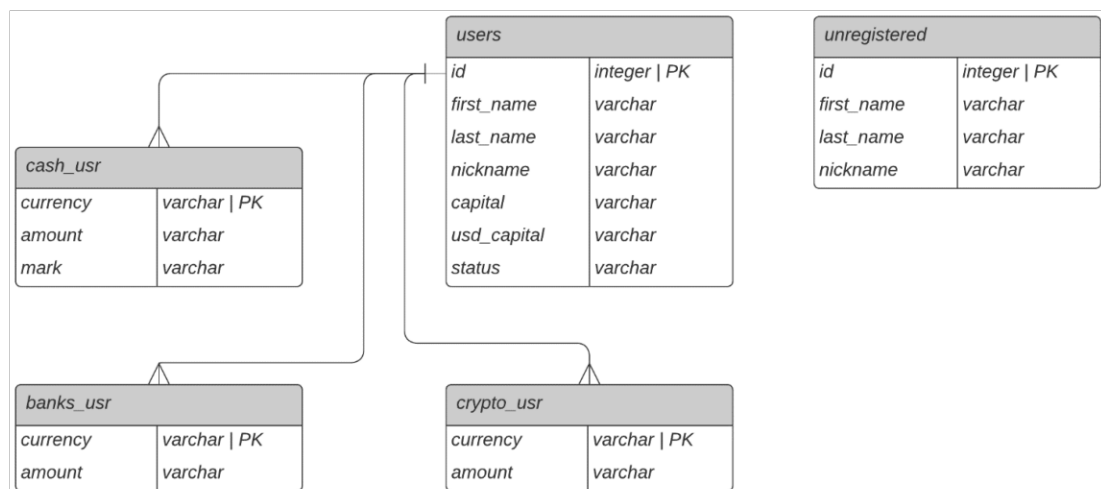 users
id integer | PK
first_name varchar
last_name varchar
nickname varchar
capital varchar
usd_capital varchar
status varchar
unregistered
id integer | PK
first_name varchar
last_name varchar
nickname varchar
cash_usr
currency varchar | PK
amount varchar
mark varchar
banks_usr
currency varchar | PK
amount varchar
crypto_usr
currency varchar | PK
amount varchar